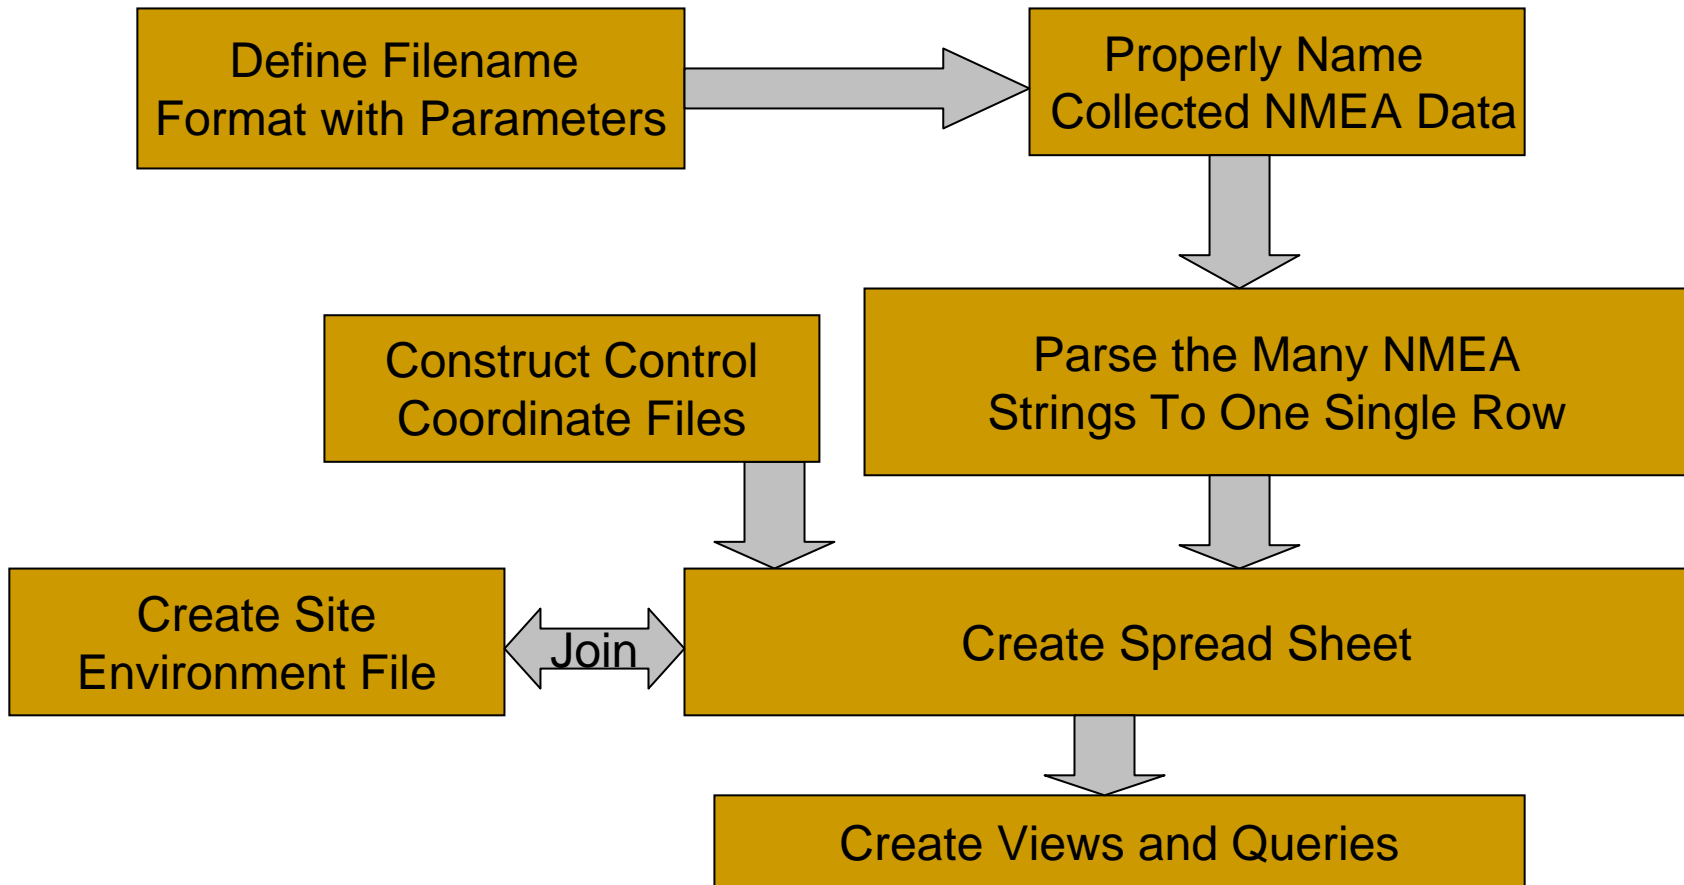 Define Filename
Format with Parameters
Properly Name
Collected NMEA Data
Parse the Many NMEA
Strings To One Single Row
Construct Control
Coordinate Files
Create Site
Environment File
Join
Create Spread Sheet
Create Views and Queries